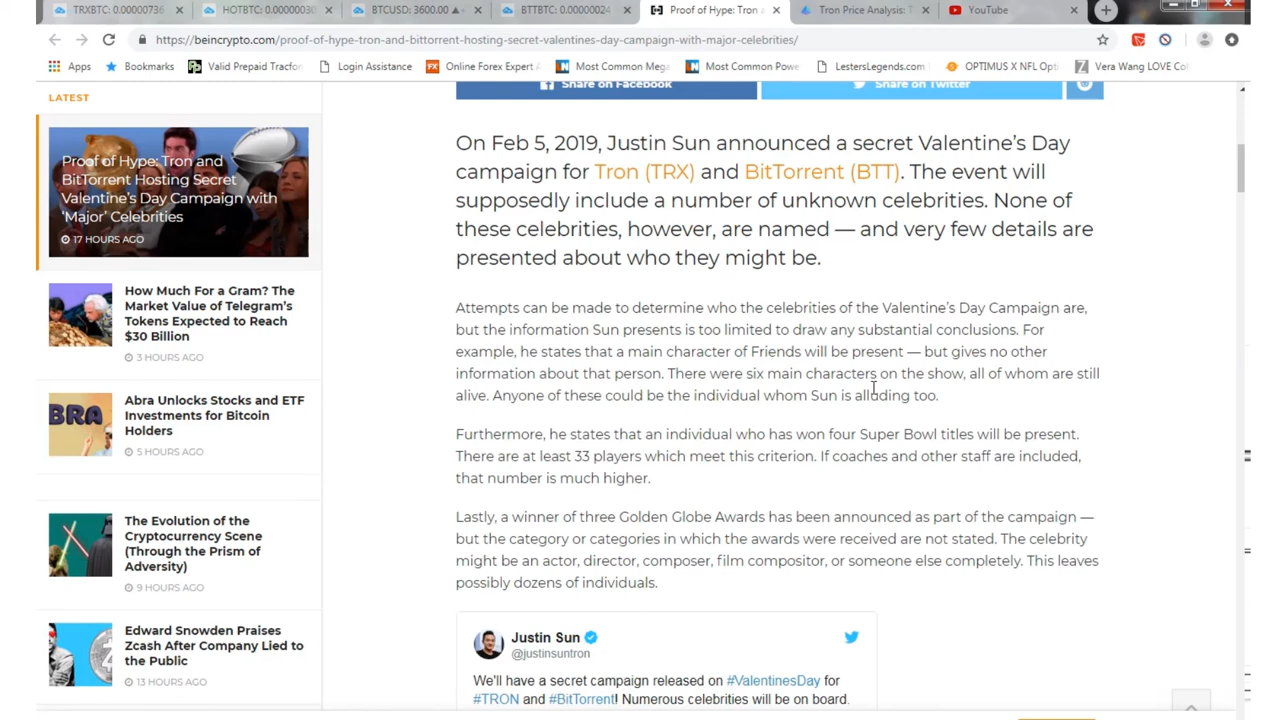 TRXBTC: 0.00000736
HOTBTC: 0.00000030
BTCUSD: 3600.00
BTTBTC: 0.00000024
Proof of Hype: Tron
Tron Price Analysis: T
YouTube
https://beincrypto.com/proof-of-hype-tron-and-bittorrent-hosting-secret-valentines-day-campaign-with-major-celebrities/
Apps
Bookmarks
Valid Prepaid Tracfon
Login Assistance
Online Forex Expert A
Most Common Mega
Most Common Powe
LestersLegends.com
OPTIMUS X NFL Opti
Vera Wang LOVE Col
LATEST
Proof of Hype: Tron and
BitTorrent Hosting Secret
Valentine's Day Campaign with
'Major' Celebrities
17 HOURS AGO
How Much For a Gram? The
Market Value of Telegram's
Tokens Expected to Reach
$30 Billion
3 HOURS AGO
Abra Unlocks Stocks and ETF
Investments for Bitcoin
Holders
5 HOURS AGO
The Evolution of the
Cryptocurrency Scene
(Through the Prism of
Adversity)
9 HOURS AGO
Edward Snowden Praises
Zcash After Company Lied to
the Public
13 HOURS AGO
Share on Facebook
Share on Twitter
On Feb 5, 2019, Justin Sun announced a secret Valentine's Day
campaign for Tron (TRX) and BitTorrent (BTT). The event will
supposedly include a number of unknown celebrities. None of
these celebrities, however, are named — and very few details are
presented about who they might be.
Attempts can be made to determine who the celebrities of the Valentine's Day Campaign are,
but the information Sun presents is too limited to draw any substantial conclusions. For
example, he states that a main character of Friends will be present — but gives no other
information about that person. There were six main characters on the show, all of whom are still
alive. Anyone of these could be the individual whom Sun is alluding too.
Furthermore, he states that an individual who has won four Super Bowl titles will be present.
There are at least 33 players which meet this criterion. If coaches and other staff are included,
that number is much higher.
Lastly, a winner of three Golden Globe Awards has been announced as part of the campaign —
but the category or categories in which the awards were received are not stated. The celebrity
might be an actor, director, composer, film compositor, or someone else completely. This leaves
possibly dozens of individuals.
Justin Sun
@justinsuntron
We'll have a secret campaign released on #ValentinesDay for
#TRON and #BitTorrent! Numerous celebrities will be on board.